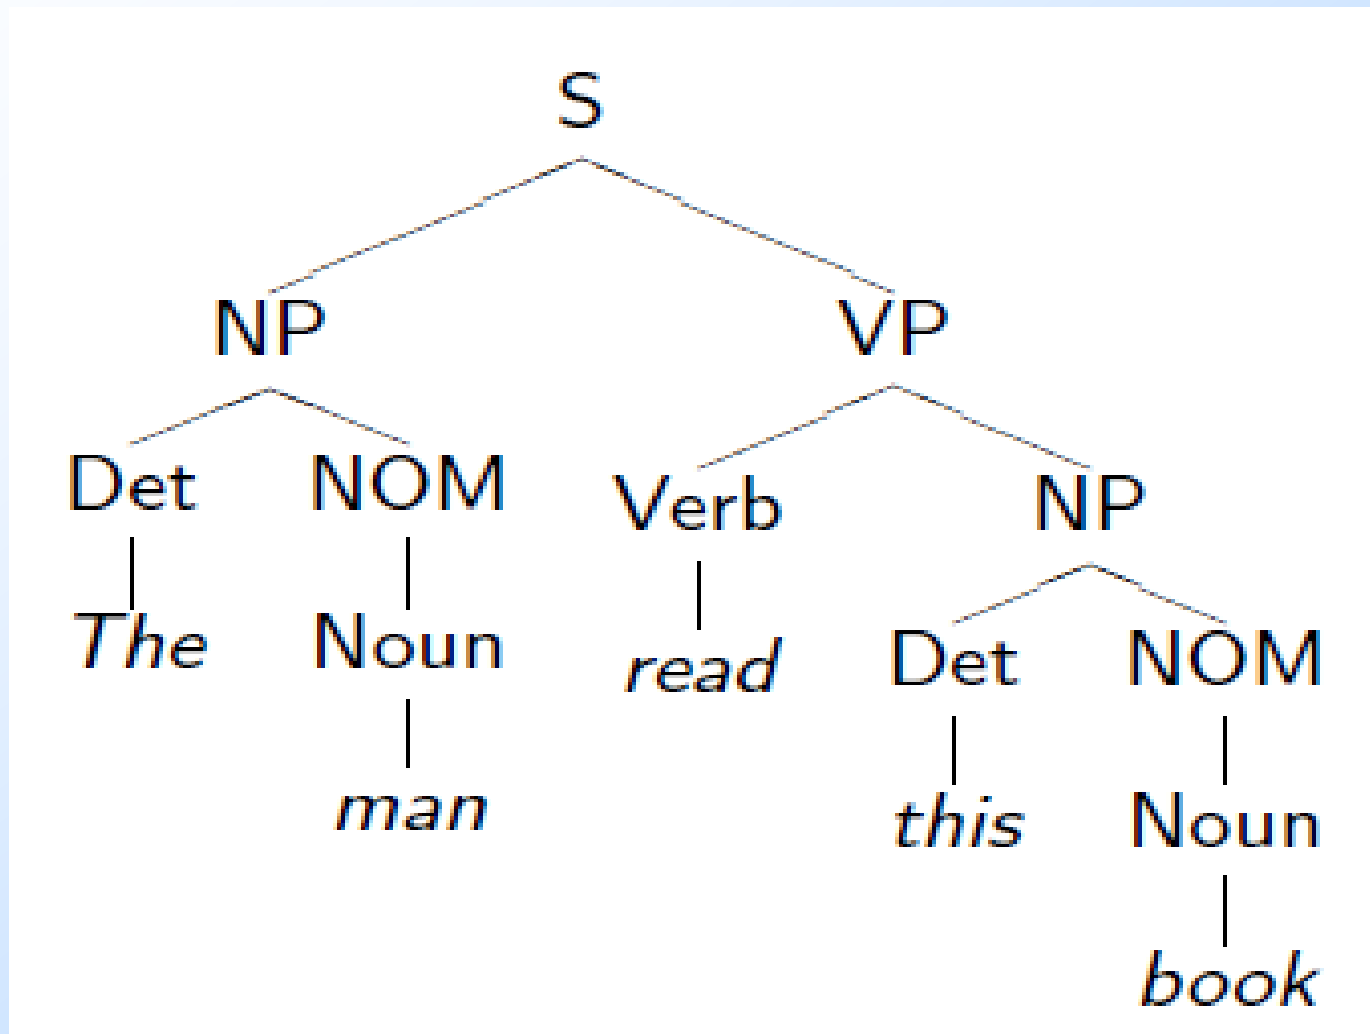 S
NP VP
Det NOM Verb NP
The Noun read Det NOM
man this Noun
book